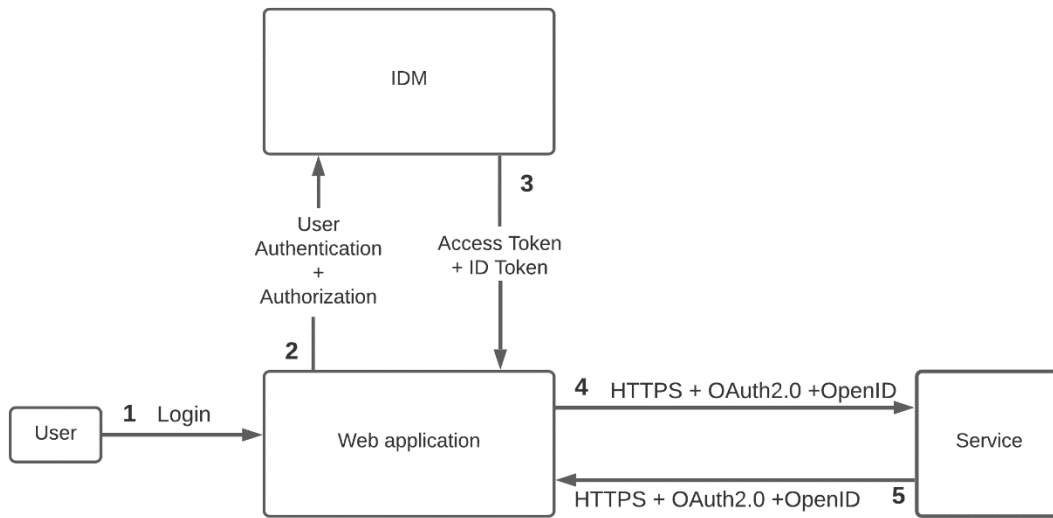 IDM
3
User
Authentication
+
Authorization
Access Token
+ ID Token
2
4 HTTPS + OAuth2.0 +OpenID
1 Login
User
Web application
Service
HTTPS + OAuth2.0 +OpenID 5